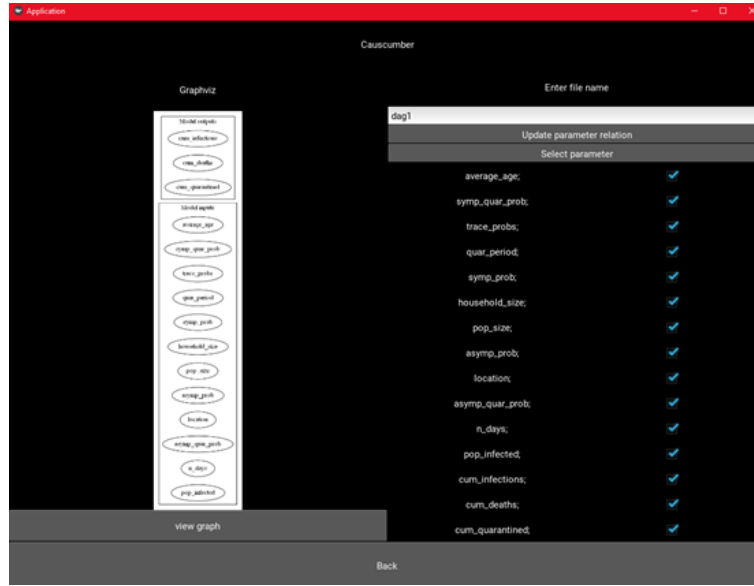 Application
Causcumber
Graphviz
Model outputs
cum_infections
cum_deaths
cum_quarantined
Model inputs
average_age
symp_quar_prob
trace_probs
quar_period
symp_prob
household_size
pop_size
asymp_prob
location
asymp_quar_prob
n_days
pop_infected
view graph
Enter file name
dag1
Update parameter relation
Select parameter
average_age;
symp_quar_prob;
trace_probs;
quar_period;
symp_prob;
household_size;
pop_size;
asymp_prob;
location;
asymp_quar_prob;
n_days;
pop_infected;
cum_infections;
cum_deaths;
cum_quarantined;
Back